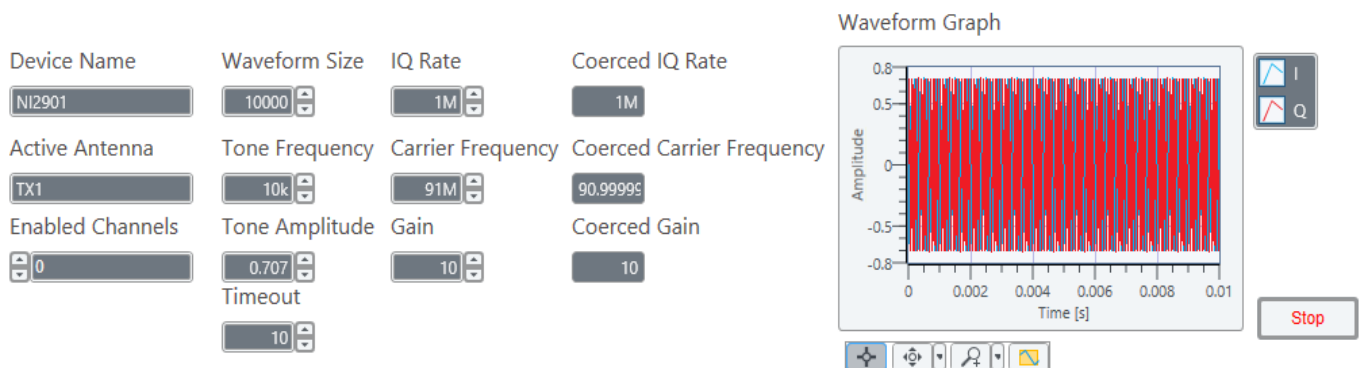 Waveform Graph
Device Name Waveform Size IQ Rate Coerced IQ Rate
NI2901 10000 1M 1M
Active Antenna Tone Frequency Carrier Frequency Coerced Carrier Frequency
TX1 10k 91M 90.99999
Enabled Channels Tone Amplitude Gain Coerced Gain
0 0.707 10 10
Timeout
10
0.8
0.5
0
-0.5
-0.8
Amplitude
0 0.002 0.004 0.006 0.008 0.01
Time [s]
I
Q
Stop